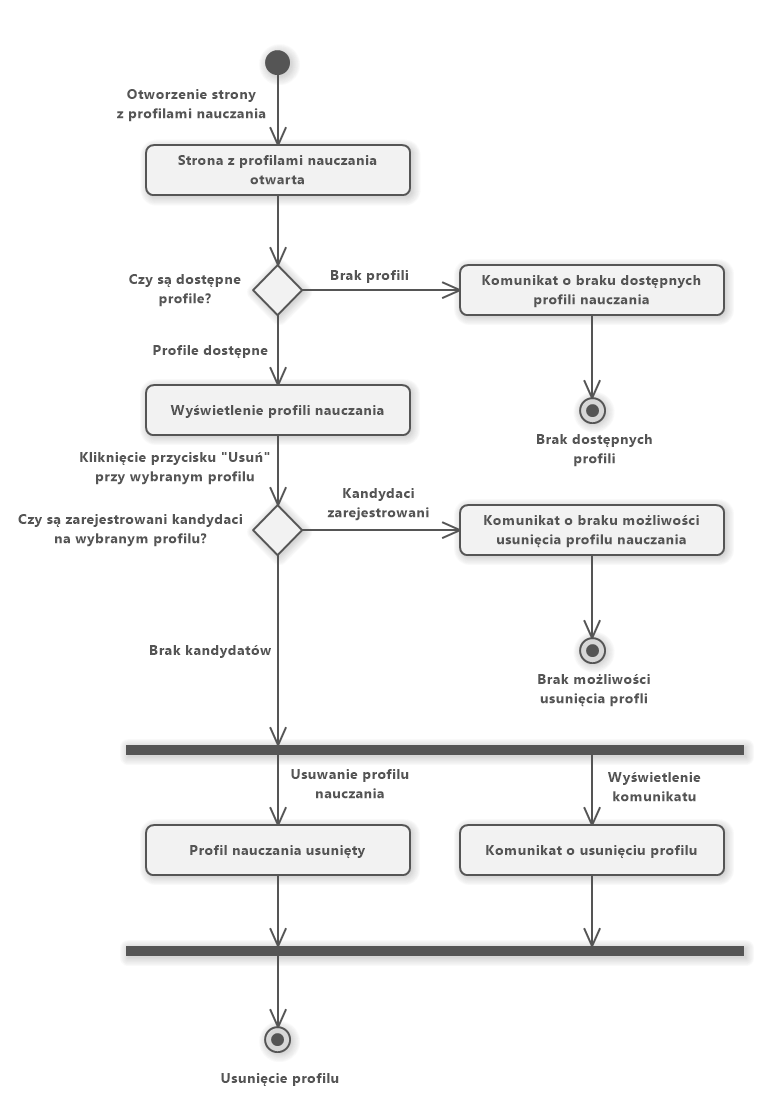 Otworzenie strony
z profilami nauczania
Strona z profilami nauczania
otwarta
Czy są dostępne
profile?
Brak profili
Komunikat o braku dostępnych
profili nauczania
Profile dostępne
Wyświetlenie profili nauczania
Brak dostępnych
profili
Kliknięcie przycisku "Usuń"
przy wybranym profilu
Kandydaci
zarejestrowani
Czy są zarejestrowani kandydaci
na wybranym profilu?
Komunikat o braku możliwości
usunięcia profilu nauczania
Brak kandydatów
Brak możliwości
usunięcia profli
Usuwanie profilu
nauczania
Wyświetlenie
komunikatu
Profil nauczania usunięty
Komunikat o usunięciu profilu
Usunięcie profilu